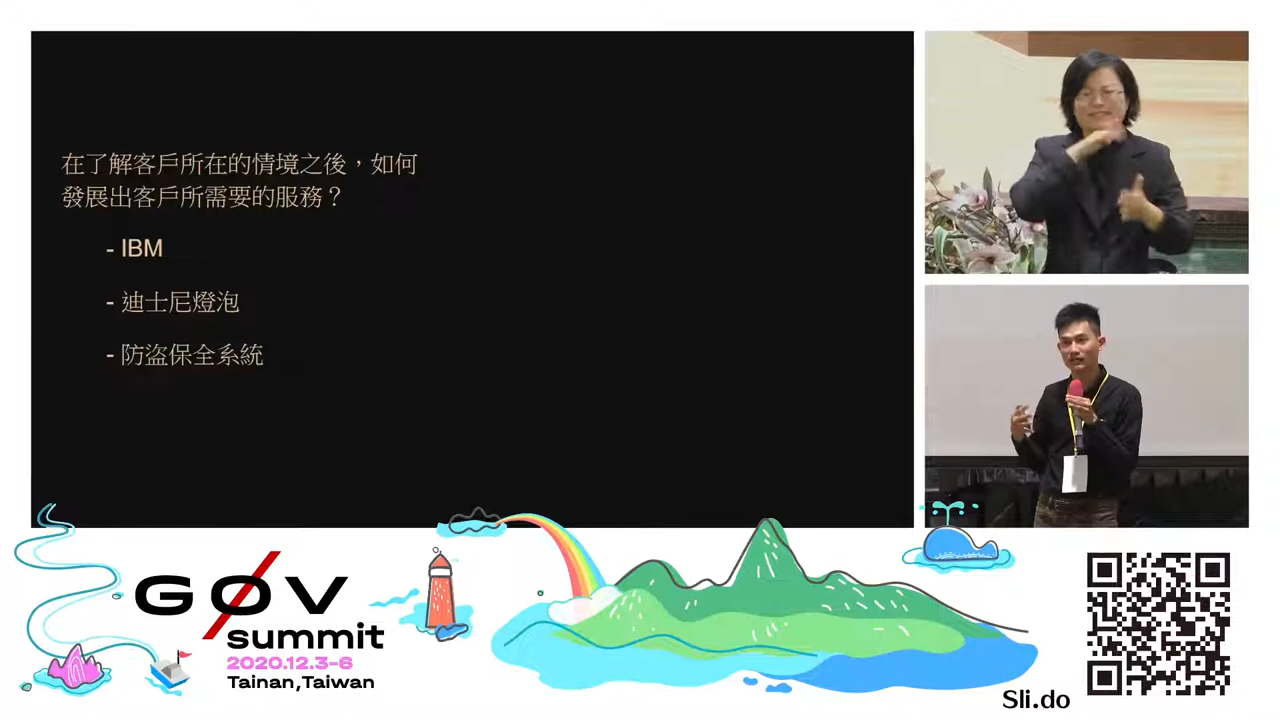 在了解客戶所在的情境之後，如何
發展出客戶所需要的服務？
- IBM
- 迪士尼燈泡
- 防盜保全系統
GØV
summit
2020.12.3-6
Tainan,Taiwan
Sli.do